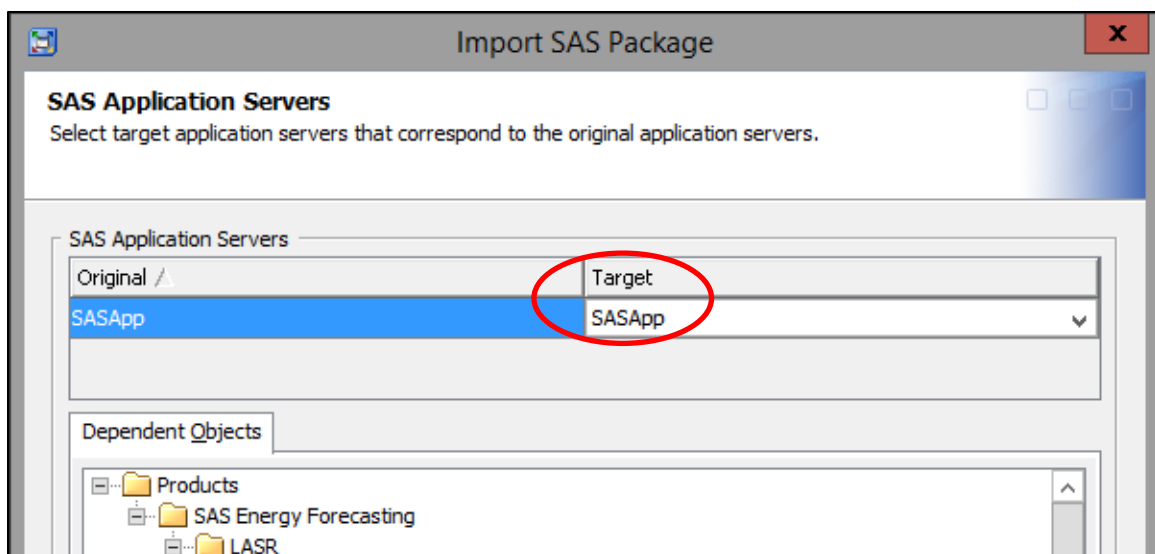 Import SAS Package
x
SAS Application Servers
Select target application servers that correspond to the original application servers.
SAS Application Servers
Original Target
SASApp SASApp
Dependent Objects
Products
SAS Energy Forecasting
LASR